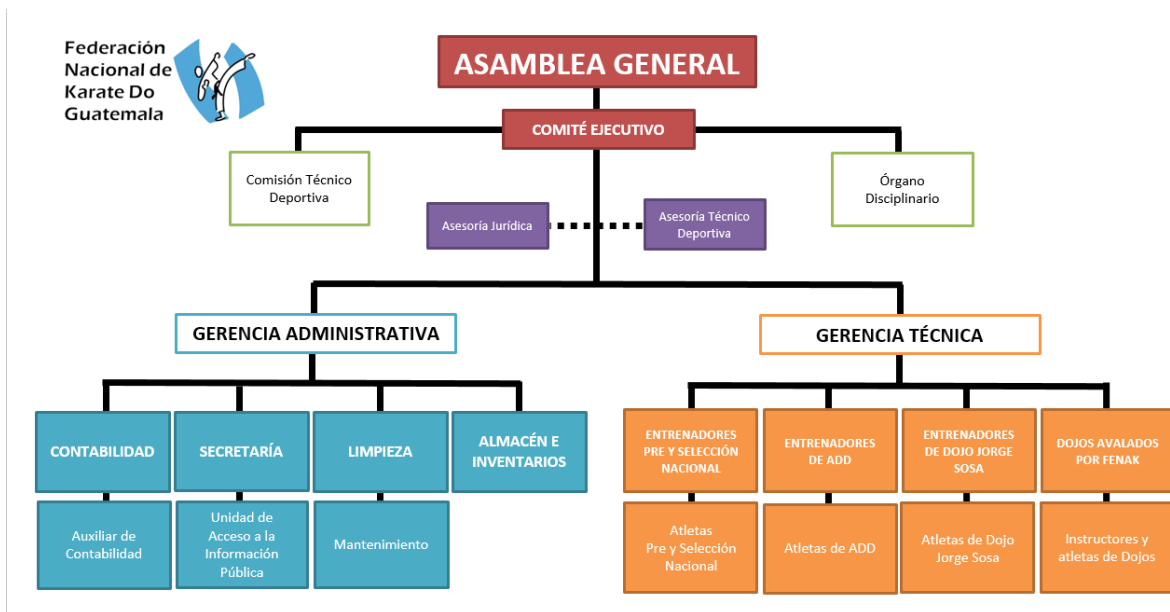 Federación
Nacional de
Karate Do
Guatemala
ASAMBLEA GENERAL
COMITÉ EJECUTIVO
Comisión Técnico
Deportiva
Órgano
Disciplinario
Asesoría Jurídica
Asesoría Técnico
Deportiva
GERENCIA ADMINISTRATIVA
GERENCIA TÉCNICA
CONTABILIDAD
SECRETARÍA
LIMPIEZA
ALMACÉN E
INVENTARIOS
ENTRENADORES
PRE Y SELECCIÓN
NACIONAL
ENTRENADORES
DE ADD
ENTRENADORES
DE DOJO JORGE
SOSA
DOJOS AVALADOS
POR FENAK
Auxiliar de
Contabilidad
Unidad de
Acceso a la
Información
Pública
Mantenimiento
Atletas
Pre y Selección
Nacional
Atletas de ADD
Atletas de Dojo
Jorge Sosa
Instructores y
atletas de Dojos